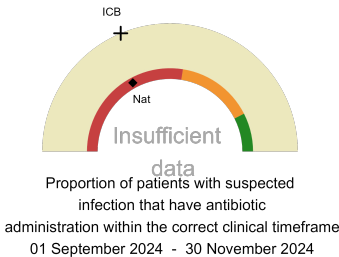 ICB
Nat
Insufficient
data
Proportion of patients with suspected
infection that have antibiotic
administration within the correct clinical timeframe
01 September 2024 - 30 November 2024